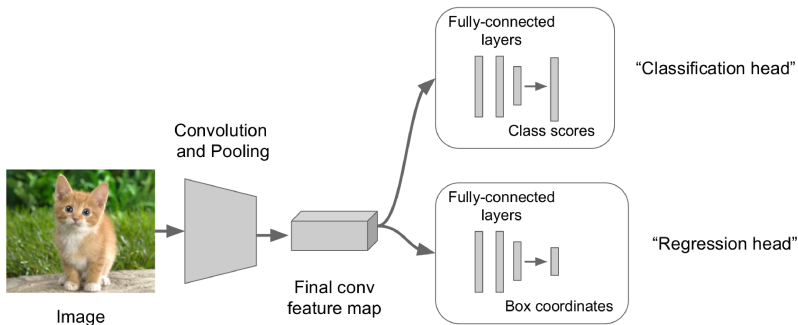 Fully-connected
layers
Class scores
“Classification head”
Convolution
and Pooling
Image
Final conv
feature map
Fully-connected
layers
Box coordinates
“Regression head”